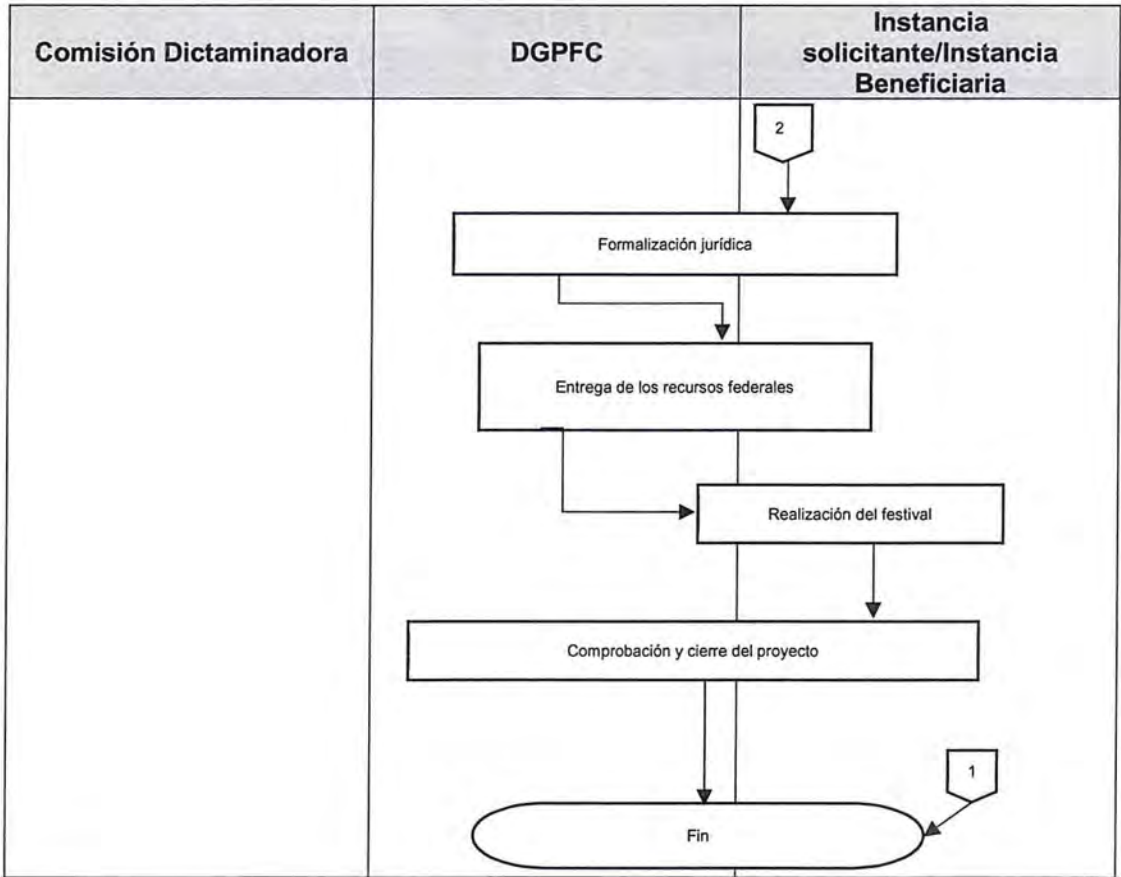 Comisión Dictaminadora
DGPFC
Instancia
solicitante/Instancia
Beneficiaria
2
Formalización jurídica
Entrega de los recursos federales
Realización del festival
Comprobación y cierre del proyecto
1
Fin